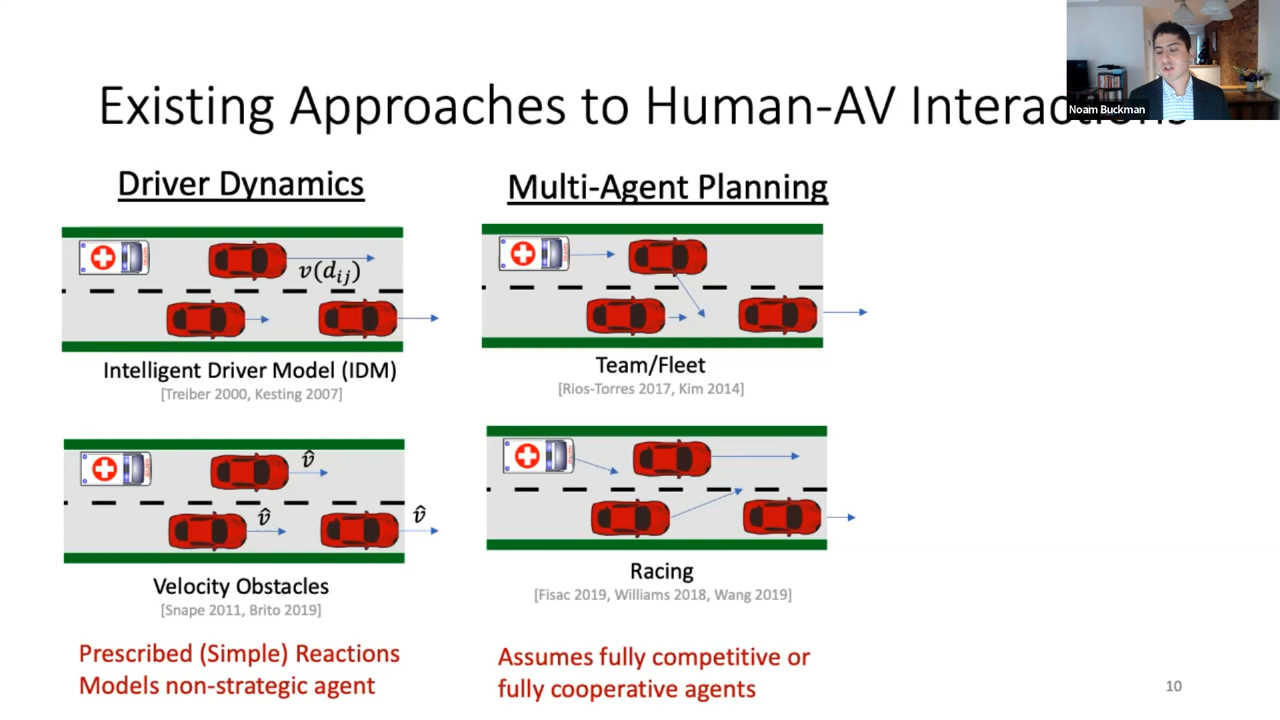 Existing Approaches to Human-AV Interactions
Noam Buckman
Driver Dynamics
v(d_{ij})
Intelligent Driver Model (IDM)
[Treiber 2000, Kesting 2007]
v̂
v̂
v̂
Velocity Obstacles
[Snape 2011, Brito 2019]
Prescribed (Simple) Reactions
Models non-strategic agent
Multi-Agent Planning
Team/Fleet
[Rios-Torres 2017, Kim 2014]
Racing
[Fisac 2019, Williams 2018, Wang 2019]
Assumes fully competitive or
fully cooperative agents
10